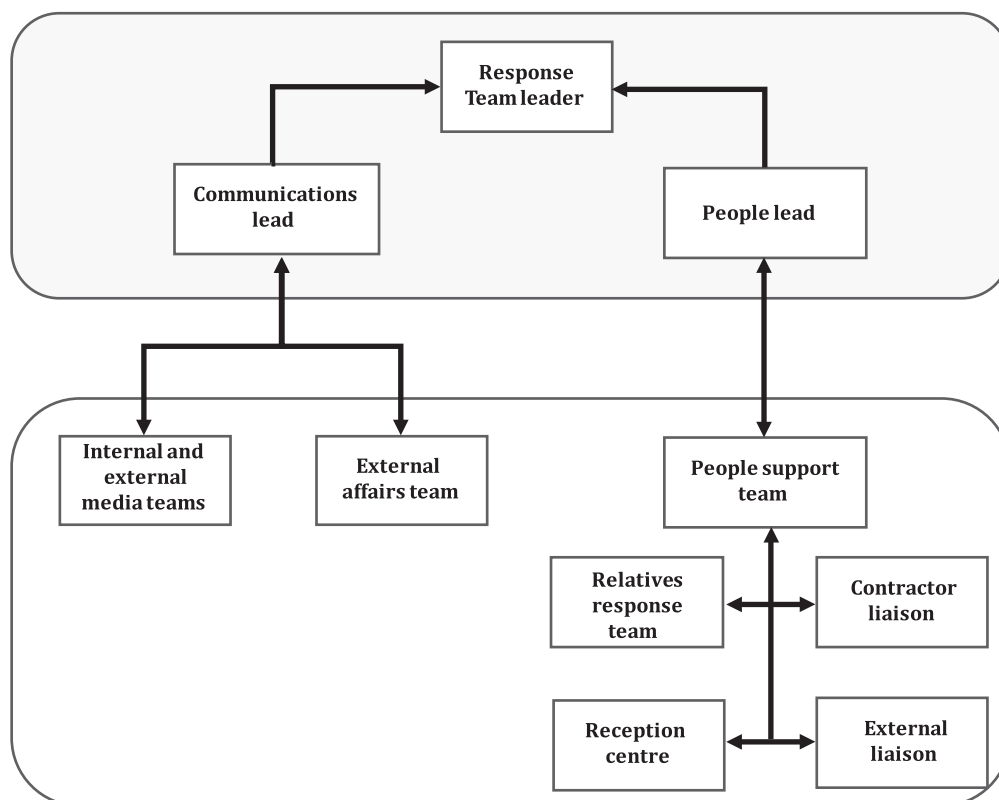 Response
Team leader
Communications
lead
People lead
Internal and
external
media teams
External
affairs team
People support
team
Relatives
response
team
Contractor
liaison
Reception
centre
External
liaison